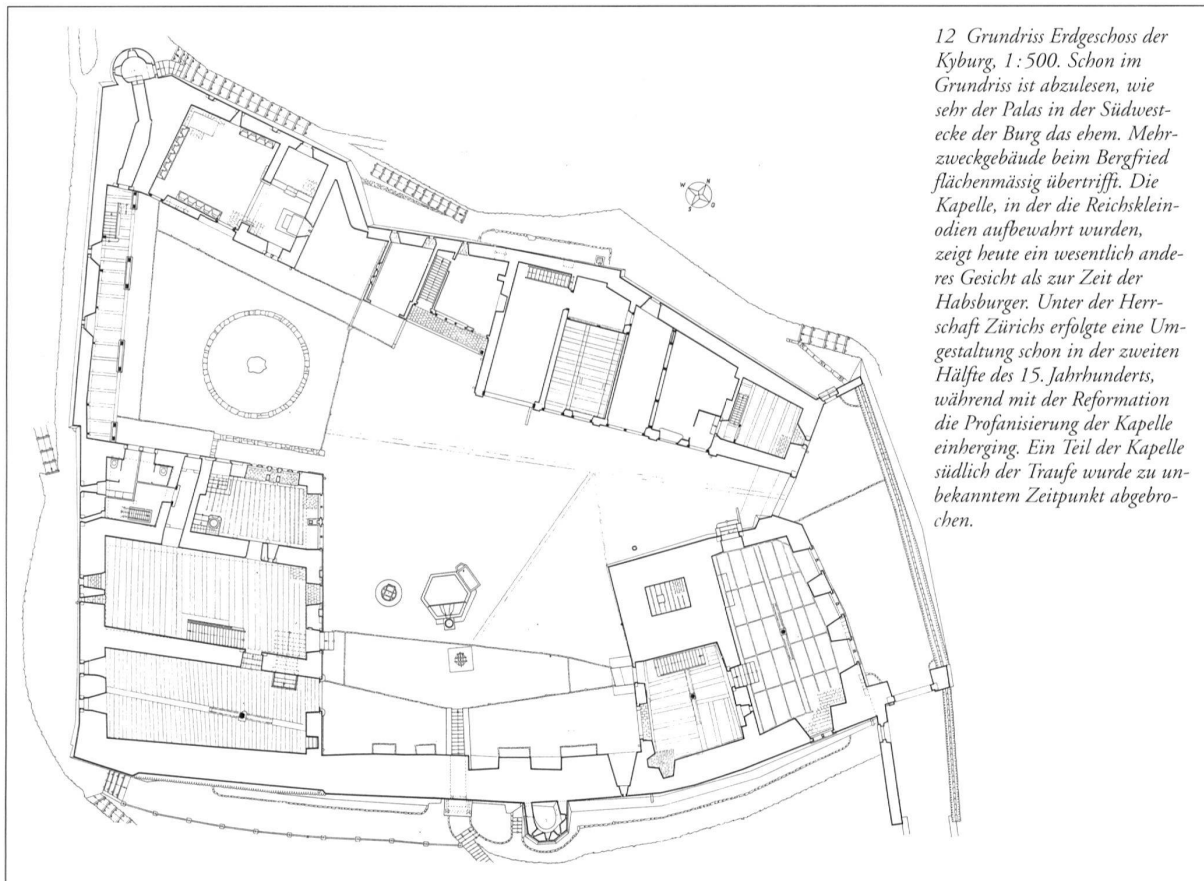 12 Grundriss Erdgeschoss der
Kyburg, 1 : 500. Schon im
Grundriss ist abzulesen, wie
sehr der Palas in der Südwest-
ecke der Burg das ehem. Mehr-
zweckgebäude beim Bergfried
flächenmässig übertrifft. Die
Kapelle, in der die Reichsklein-
odien aufbewahrt wurden,
zeigt heute ein wesentlich ande-
res Gesicht als zur Zeit der
Habsburger. Unter der Herr-
schaft Zürichs erfolgte eine Um-
gestaltung schon in der zweiten
Hälfte des 15. Jahrhunderts,
während mit der Reformation
die Profanisierung der Kapelle
einherging. Ein Teil der Kapelle
südlich der Traufe wurde zu un-
bekanntem Zeitpunkt abgebro-
chen.
W N
S O